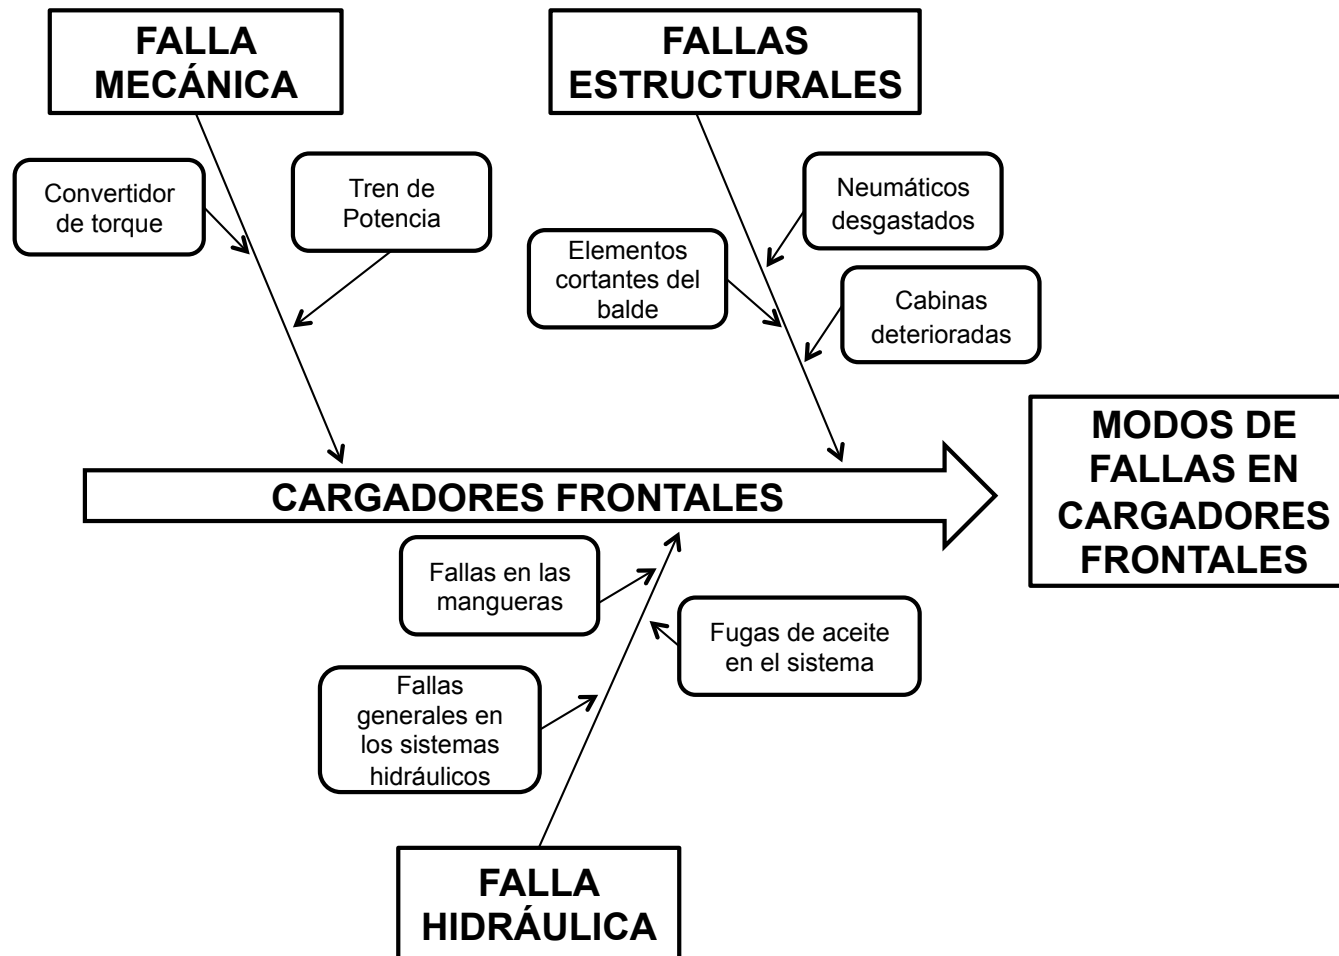 FALLA
MECÁNICA
FALLAS
ESTRUCTURALES
Convertidor
de torque
Tren de
Potencia
Neumáticos
desgastados
Elementos
cortantes del
balde
Cabinas
deterioradas
CARGADORES FRONTALES
MODOS DE
FALLAS EN
CARGADORES
FRONTALES
Fallas en las
mangueras
Fugas de aceite
en el sistema
Fallas
generales en
los sistemas
hidráulicos
FALLA
HIDRÁULICA